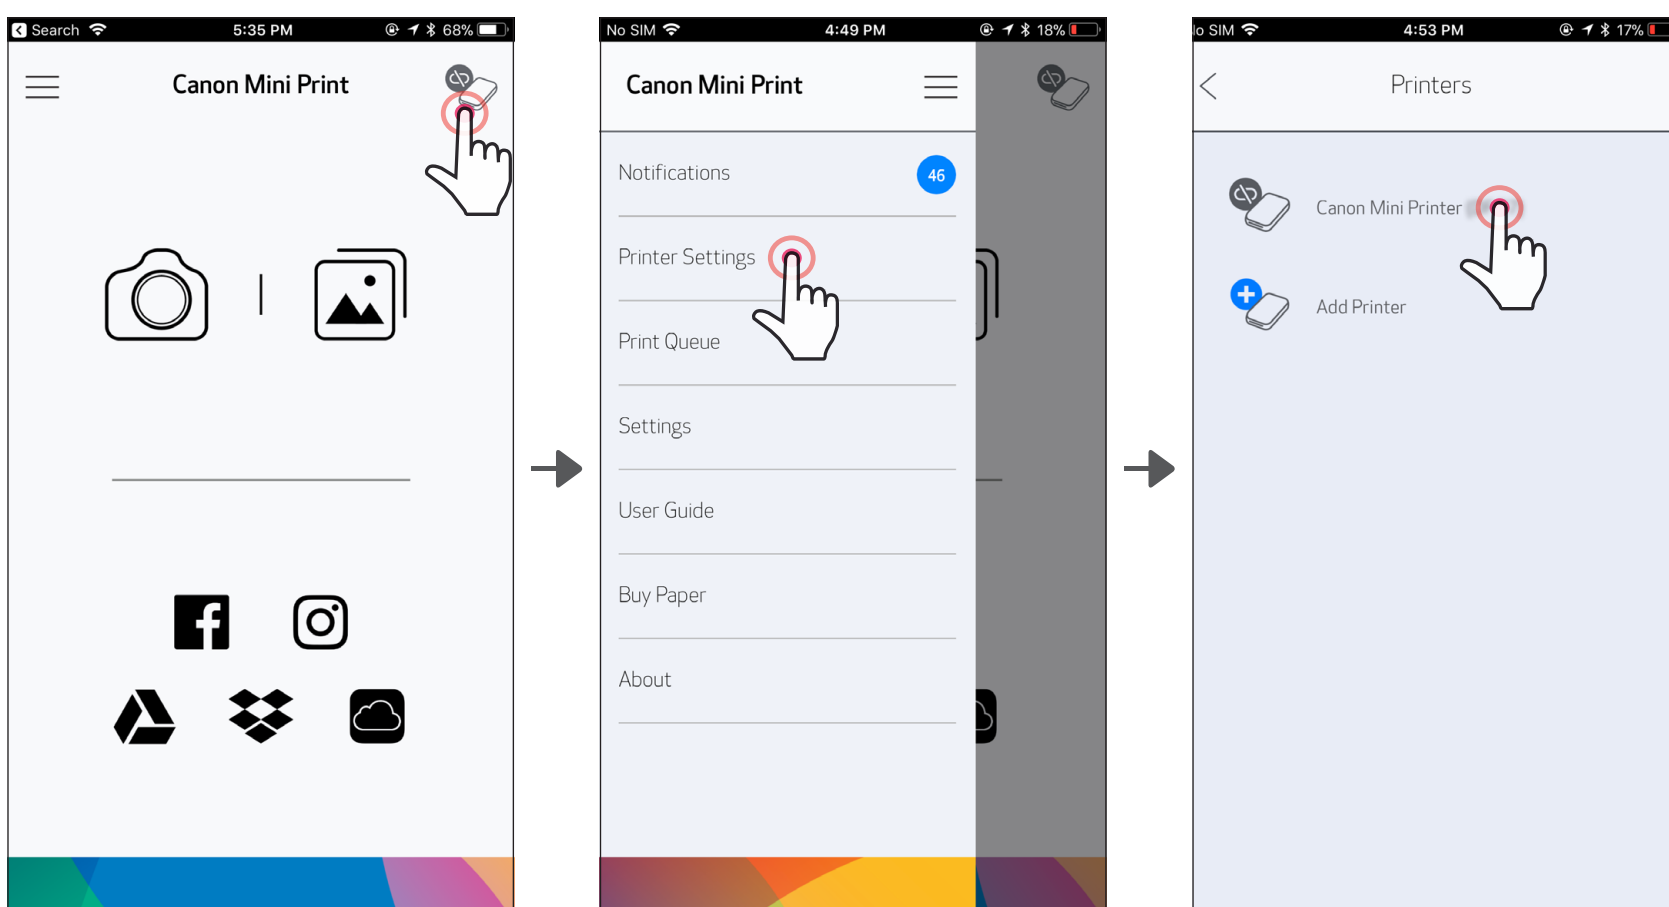 Search 5:35 PM 68%
Canon Mini Print
No SIM 4:49 PM 18%
Canon Mini Print
Notifications 46
Printer Settings
Print Queue
Settings
User Guide
Buy Paper
About
o SIM 4:53 PM 17%
Printers
Canon Mini Printer
Add Printer